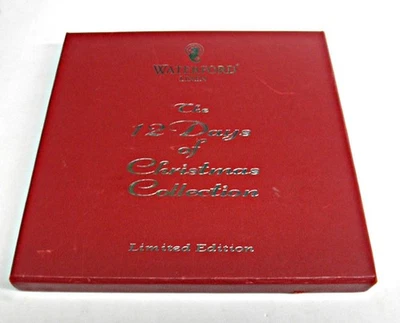 WATERFORD®
The
12 Days
of
Christmas
Collection
Limited Edition